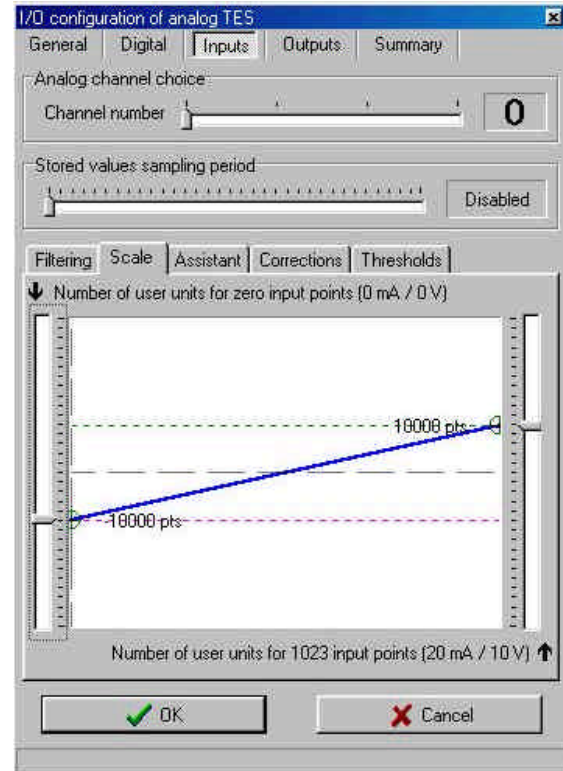 I/O configuration of analog TES
General Digital Inputs Outputs Summary
Analog channel choice
Channel number 0
Stored values sampling period
Disabled
Filtering Scale Assistant Corrections Thresholds
Number of user units for zero input points (0 mA / 0 V)
10000 pts
-10000 pts
Number of user units for 1023 input points (20 mA / 10 V)
OK Cancel